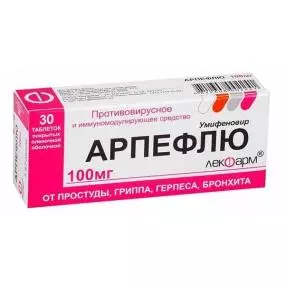 30
ТАБЛЕТОК
покрытых
пленочной
оболочкой
Противовирусное
и иммуномодулирующее средство
Умифеновир
АРПЕФЛЮ
100мг
лекфарм®
ОТ ПРОСТУДЫ, ГРИППА, ГЕРПЕСА, БРОНХИТА
АРПЕФЛЮ
100мг